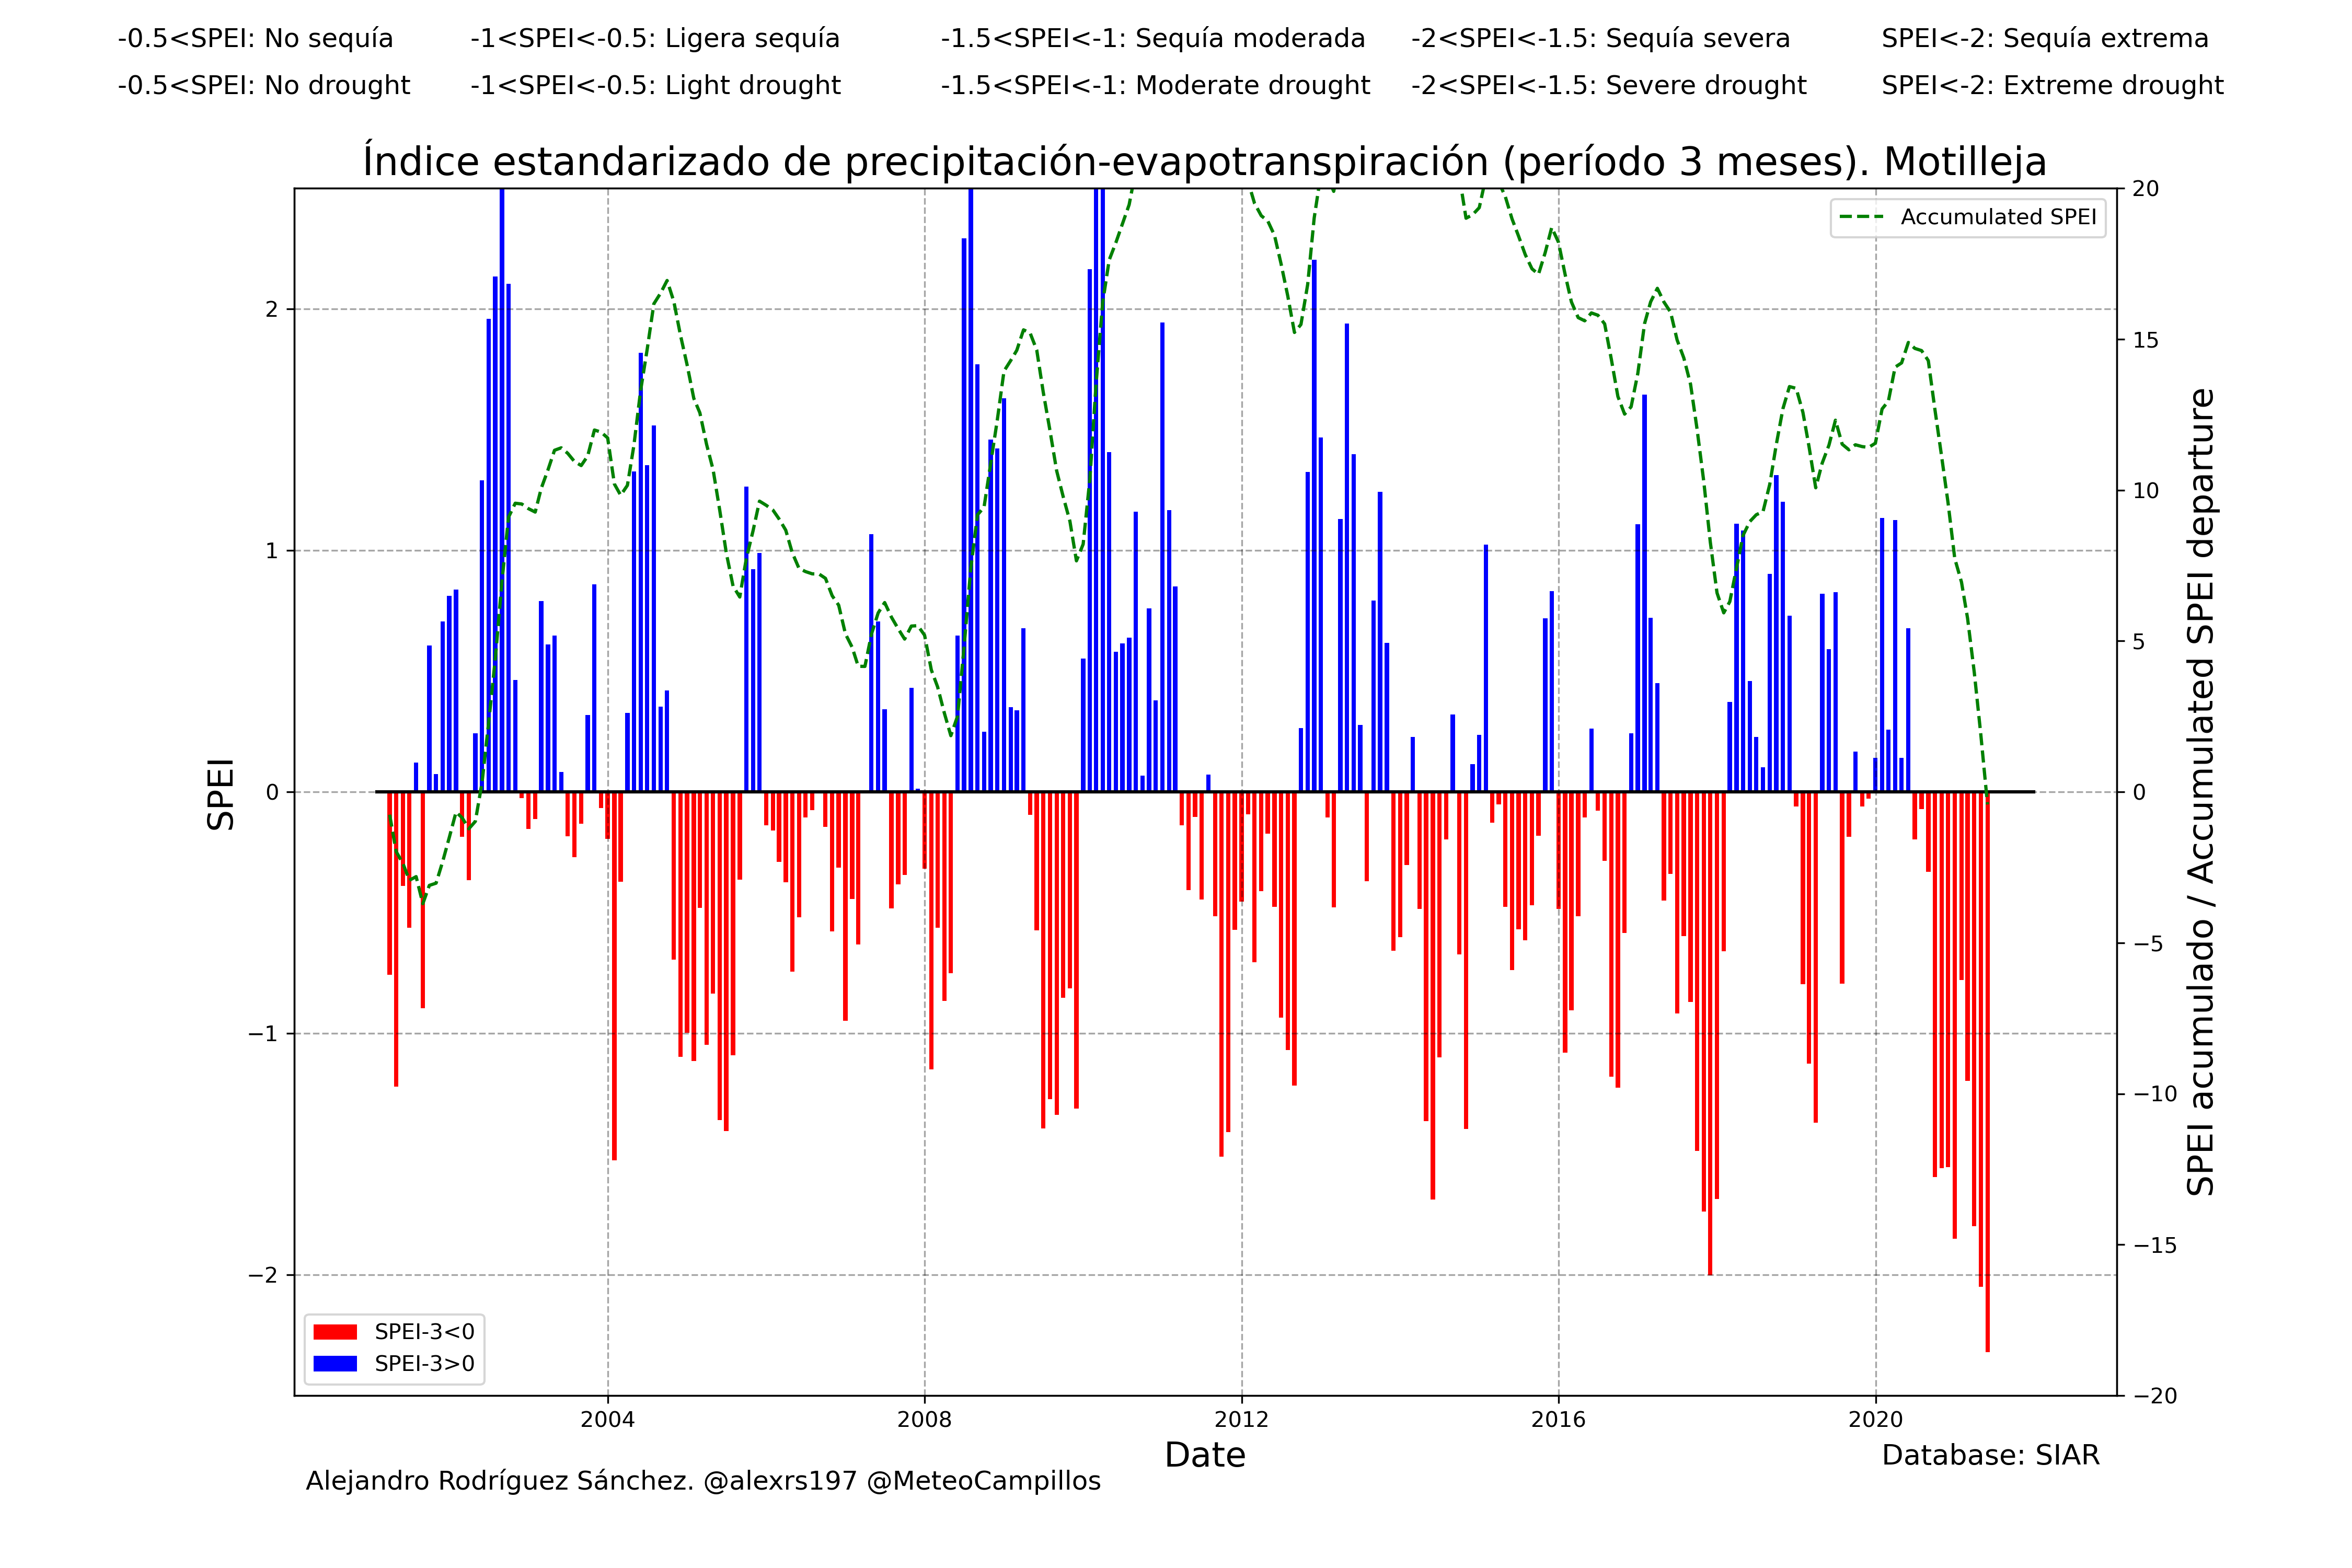 -0.5<SPEI: No sequía -1<SPEI<-0.5: Ligera sequía -1.5<SPEI<-1: Sequía moderada -2<SPEI<-1.5: Sequía severa SPEI<-2: Sequía extrema
-0.5<SPEI: No drought -1<SPEI<-0.5: Light drought -1.5<SPEI<-1: Moderate drought -2<SPEI<-1.5: Severe drought SPEI<-2: Extreme drought
Índice estandarizado de precipitación-evapotranspiración (período 3 meses). Motilleja
Accumulated SPEI
SPEI
2
1
0
−1
−2
20
15
10
5
0
−5
−10
−15
−20
SPEI acumulado / Accumulated SPEI departure
SPEI-3<0
SPEI-3>0
2004 2008 2012 2016 2020
Date
Database: SIAR
Alejandro Rodríguez Sánchez. @alexrs197 @MeteoCampillos